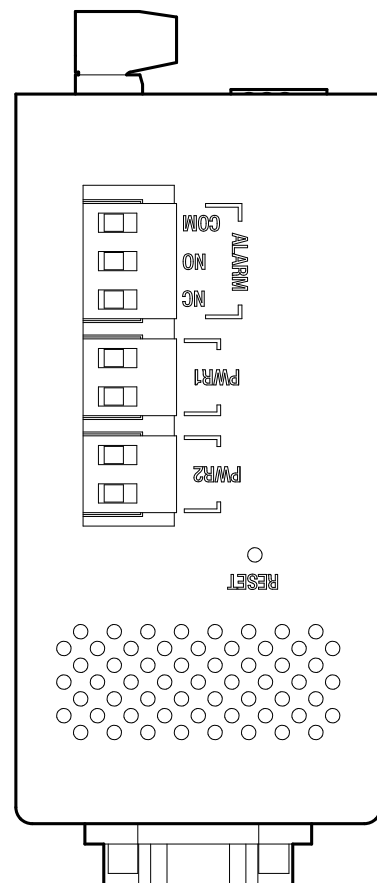 COM
NO
NC
ALARM
PWR1
PWR2
RESET